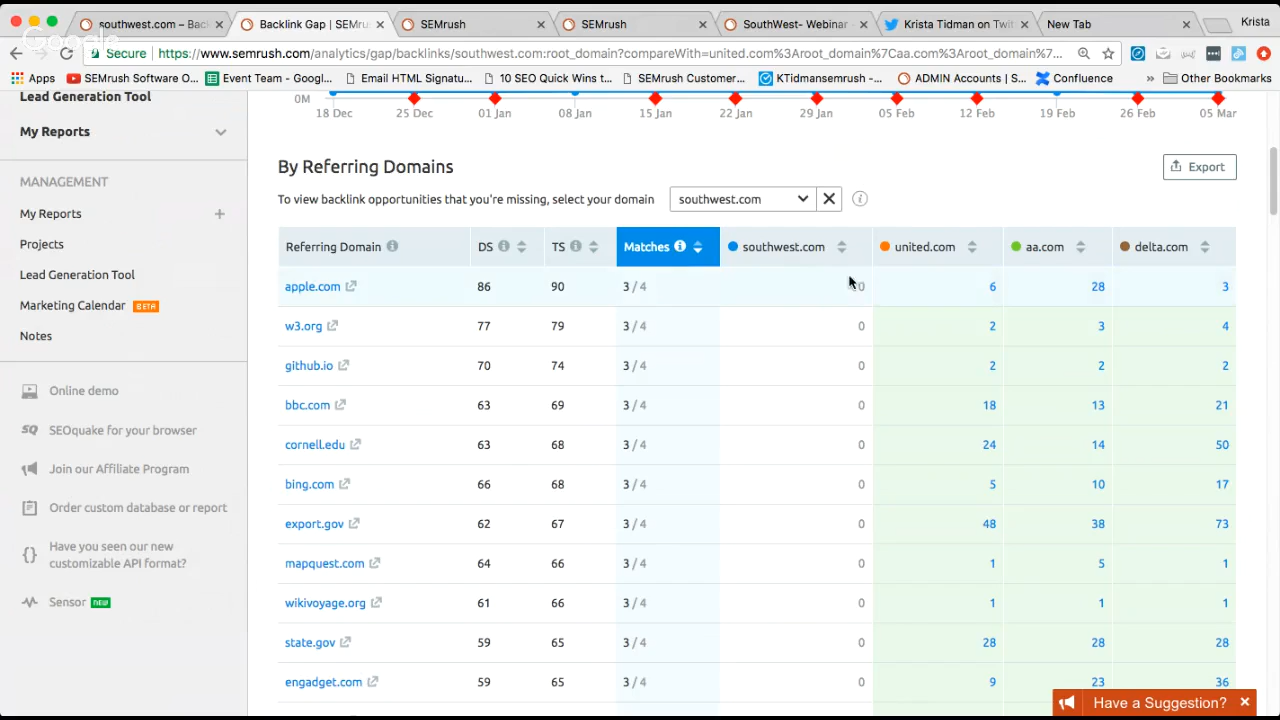 southwest.com – Back
Backlink Gap | SEMru
SEMrush
SEMrush
SouthWest- Webinar
Krista Tidman on Twit
New Tab
Krista
Secure
https://www.semrush.com/analytics/gap/backlinks/southwest.com:root_domain?compareWith=united.com%3Aroot_domain%7Caa.com%3Aroot_domain%7...
Apps
SEMrush Software O...
Event Team - Googl...
Email HTML Signatu...
10 SEO Quick Wins t...
SEMrush Customer...
KTidmansemrush -...
ADMIN Accounts | S...
Confluence
»
Other Bookmarks
Lead Generation Tool
My Reports
MANAGEMENT
My Reports +
Projects
Lead Generation Tool
Marketing Calendar BETA
Notes
Online demo
SEOquake for your browser
Join our Affiliate Program
Order custom database or report
Have you seen our new
customizable API format?
Sensor NEW
0M
18 Dec 25 Dec 01 Jan 08 Jan 15 Jan 22 Jan 29 Jan 05 Feb 12 Feb 19 Feb 26 Feb 05 Mar
By Referring Domains
Export
To view backlink opportunities that you're missing, select your domain southwest.com
Referring Domain DS TS Matches southwest.com united.com aa.com delta.com
apple.com 86 90 3 / 4 0 6 28 3
w3.org 77 79 3 / 4 0 2 3 4
github.io 70 74 3 / 4 0 2 2 2
bbc.com 63 69 3 / 4 0 18 13 21
cornell.edu 63 68 3 / 4 0 24 14 50
bing.com 66 68 3 / 4 0 5 10 17
export.gov 62 67 3 / 4 0 48 38 73
mapquest.com 64 66 3 / 4 0 1 5 1
wikivoyage.org 61 66 3 / 4 0 1 1 1
state.gov 59 65 3 / 4 0 28 28 28
engadget.com 59 65 3 / 4 0 9 23 36
Have a Suggestion?